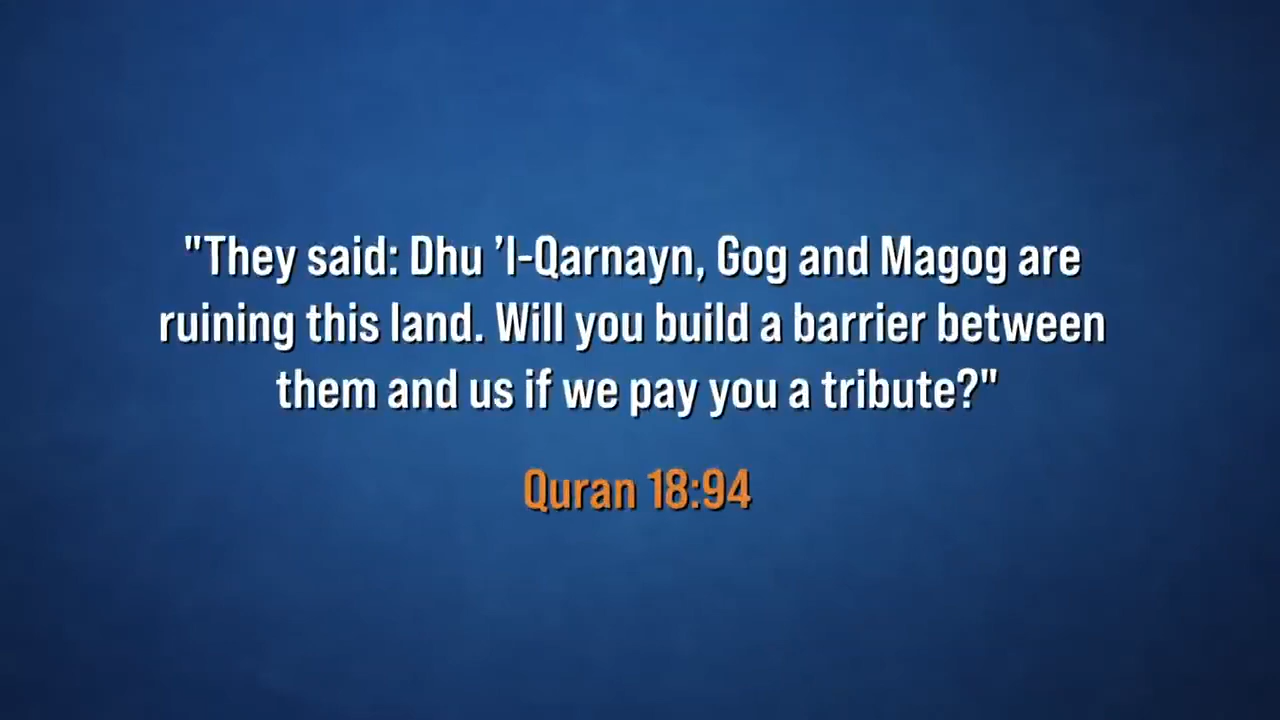 "They said: Dhu ’l-Qarnayn, Gog and Magog are
ruining this land. Will you build a barrier between
them and us if we pay you a tribute?"
Quran 18:94